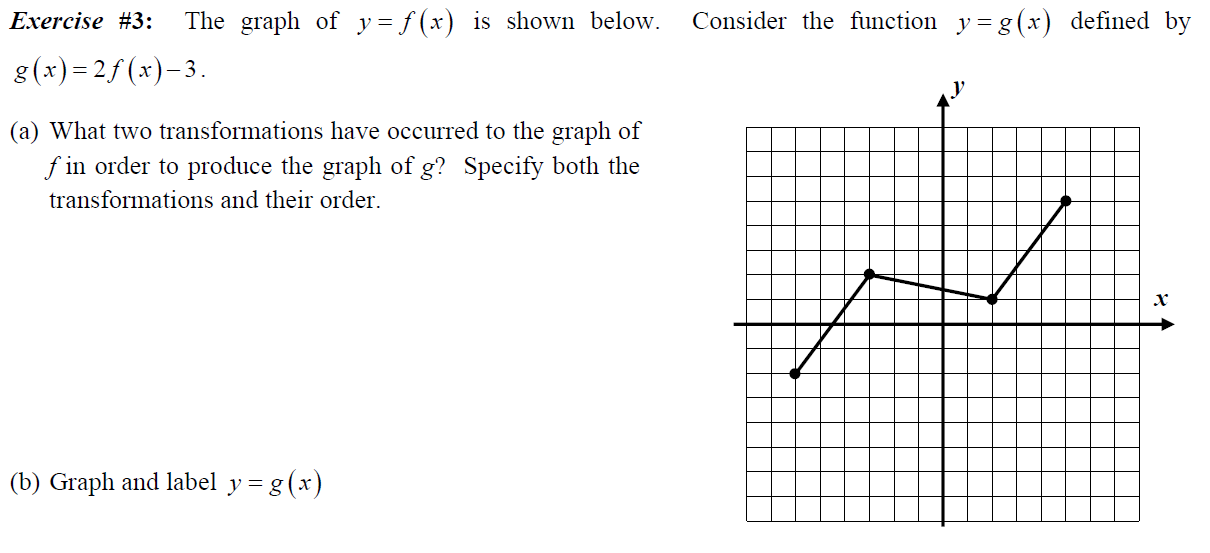 Exercise #3: The graph of y = f(x) is shown below. Consider the function y = g(x) defined by
g(x) = 2f(x) − 3.
(a) What two transformations have occurred to the graph of
f in order to produce the graph of g? Specify both the
transformations and their order.
y
x
(b) Graph and label y = g(x)